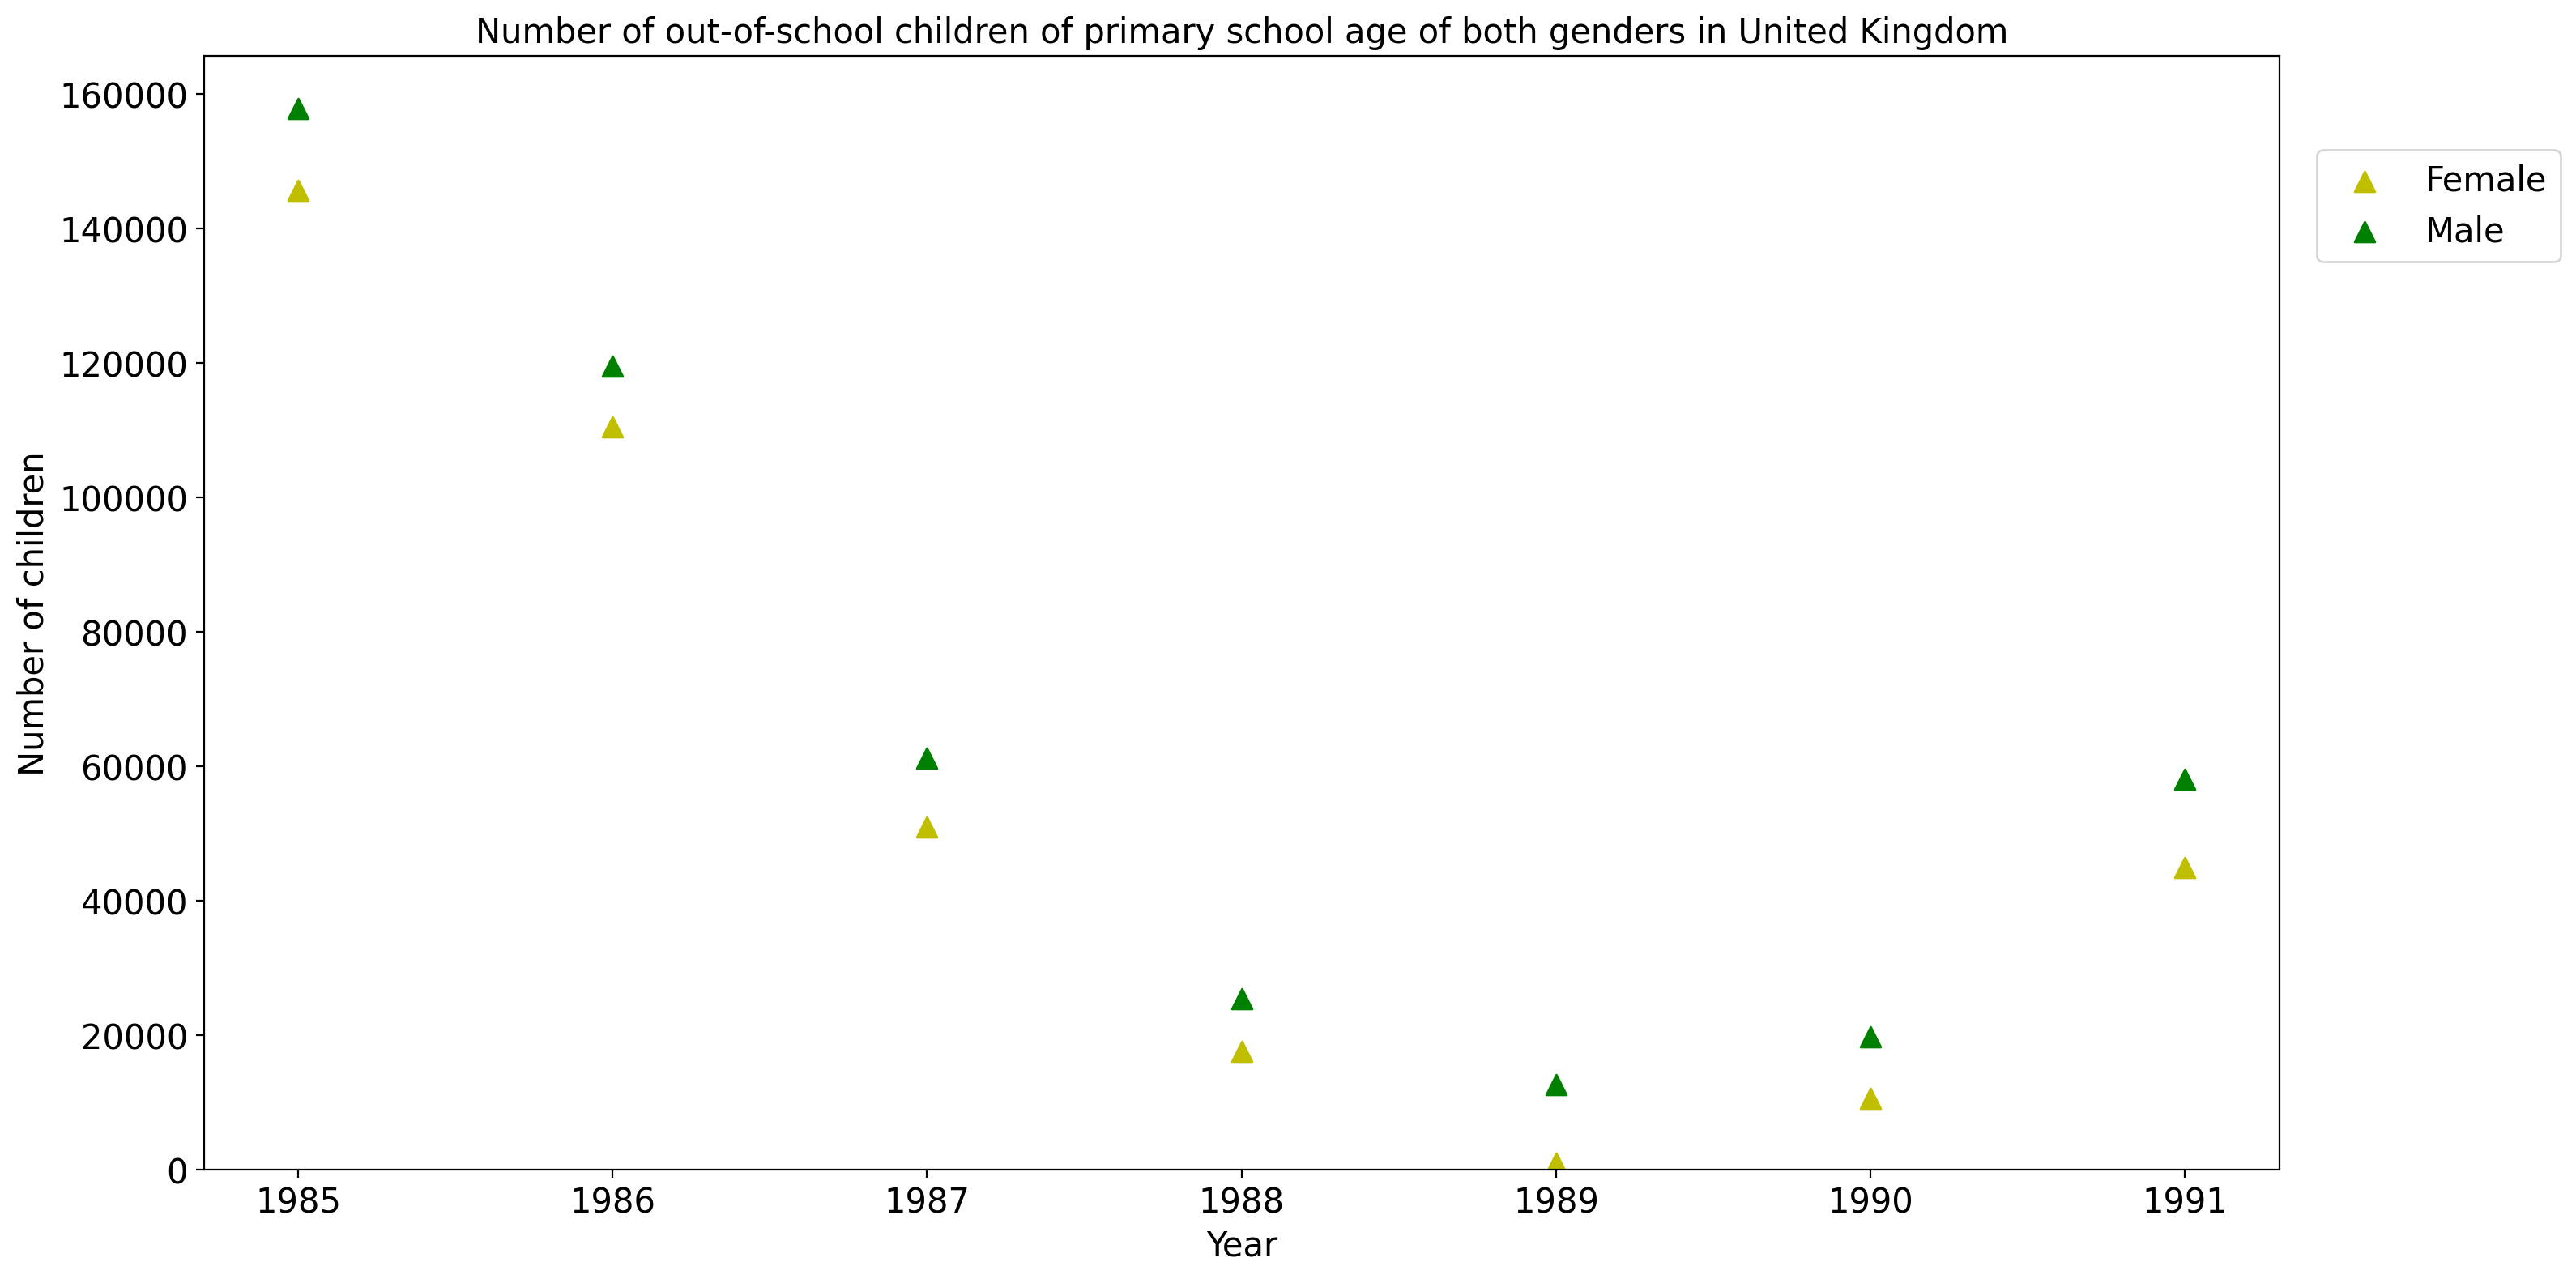 Number of out-of-school children of primary school age of both genders in United Kingdom
160000
140000
120000
100000
80000
60000
40000
20000
0
Number of children
1985 1986 1987 1988 1989 1990 1991
Year
Female
Male